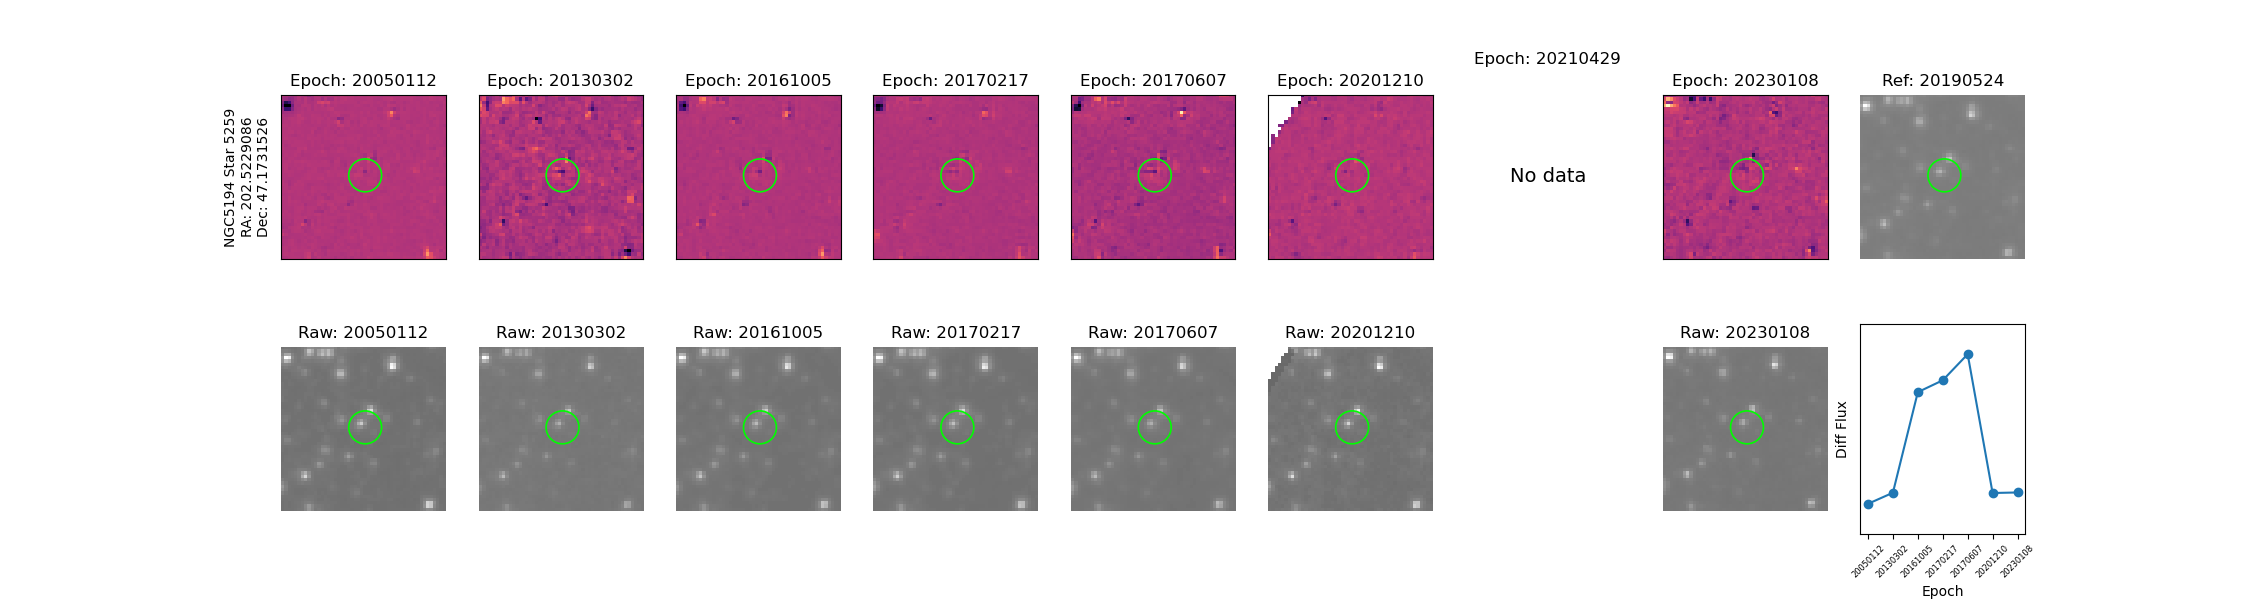 Epoch: 20210429
Epoch: 20050112
Epoch: 20130302
Epoch: 20161005
Epoch: 20170217
Epoch: 20170607
Epoch: 20201210
Epoch: 20230108
Ref: 20190524
NGC5194 Star 5259
RA: 202.5229086
Dec: 47.1731526
No data
Raw: 20050112
Raw: 20130302
Raw: 20161005
Raw: 20170217
Raw: 20170607
Raw: 20201210
Raw: 20230108
Diff Flux
20050112
20130302
20161005
20170217
20170607
20201210
20230108
Epoch